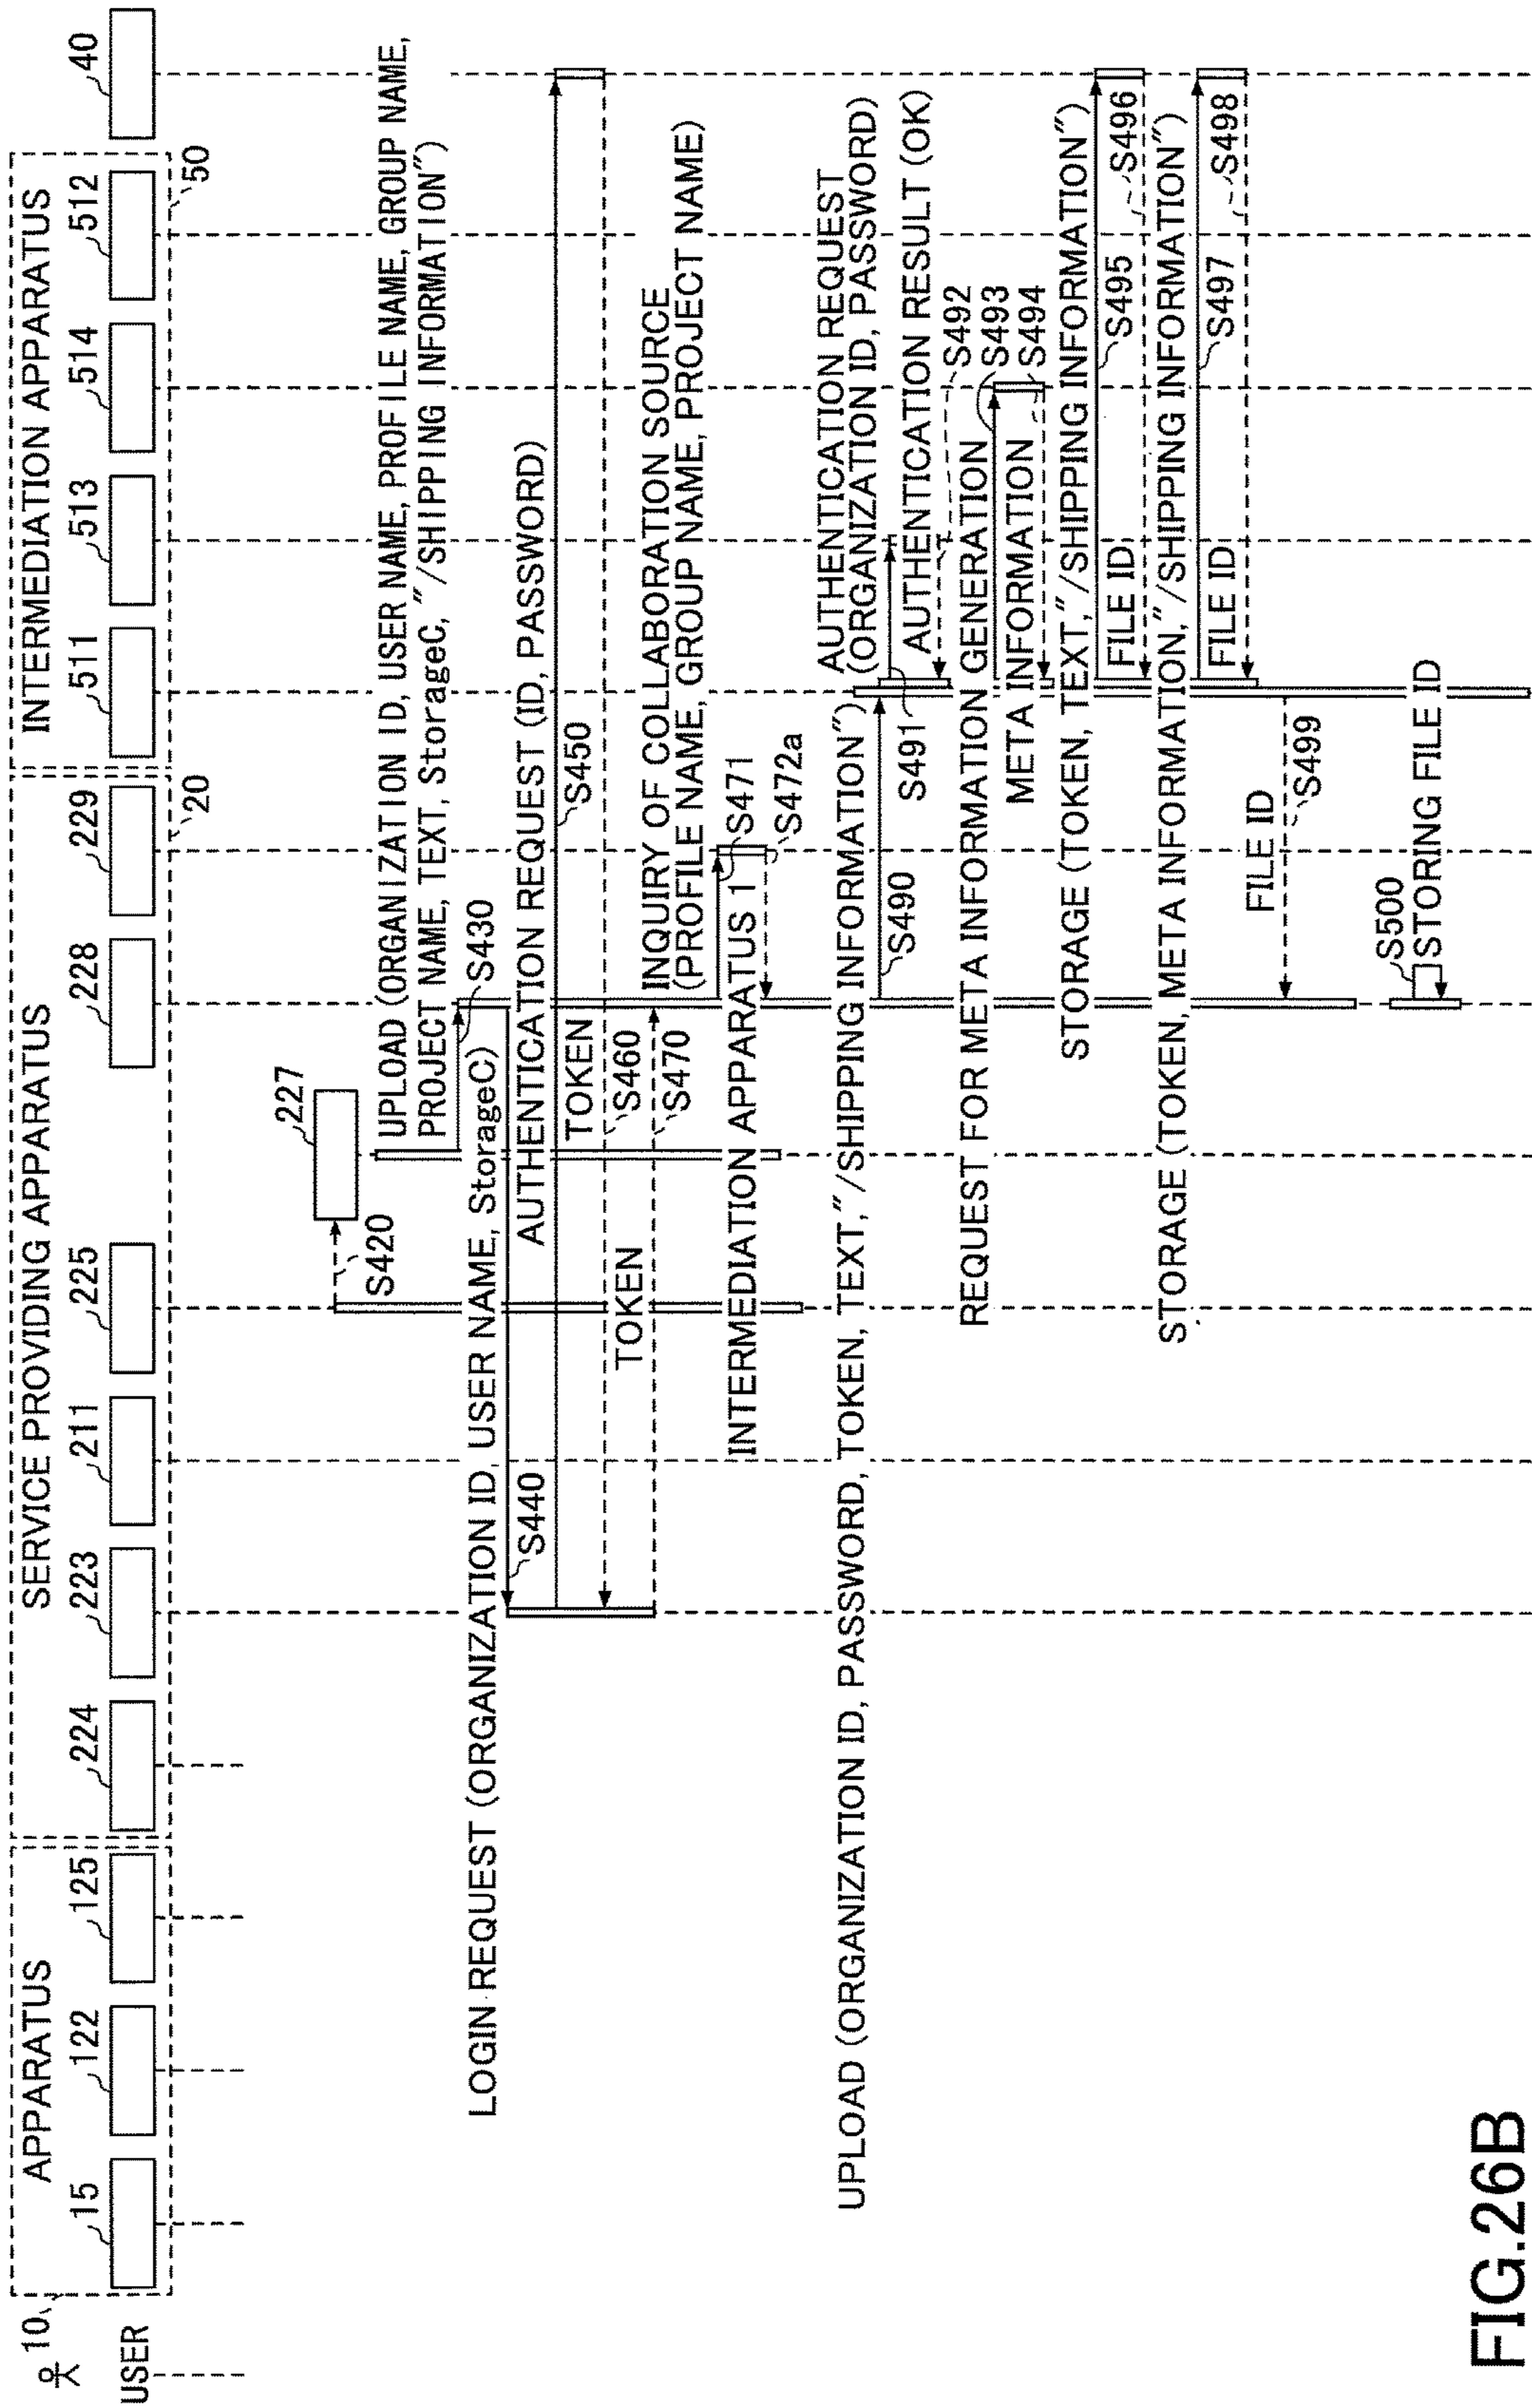 APPARATUS
SERVICE PROVIDING APPARATUS
INTERMEDIATION APPARATUS
10
USER
15
122
125
224
223
211
225
228
229
511
513
514
512
40
20
50
227
S420
UPLOAD (ORGANIZATION ID, USER NAME, PROFILE NAME, GROUP NAME,
PROJECT NAME, TEXT, StorageC, "/SHIPPING INFORMATION")
S430
LOGIN REQUEST (ORGANIZATION ID, USER NAME, StorageC)
S440
AUTHENTICATION REQUEST (ID, PASSWORD)
S450
TOKEN
S460
TOKEN
S470
INQUIRY OF COLLABORATION SOURCE
(PROFILE NAME, GROUP NAME, PROJECT NAME)
S471
INTERMEDIATION APPARATUS 1
S472a
UPLOAD (ORGANIZATION ID, PASSWORD, TOKEN, TEXT,"/SHIPPING INFORMATION")
S490
AUTHENTICATION REQUEST
(ORGANIZATION ID, PASSWORD)
S491
AUTHENTICATION RESULT (OK)
S492
REQUEST FOR META INFORMATION GENERATION
S493
META INFORMATION
S494
STORAGE (TOKEN, TEXT,"/SHIPPING INFORMATION")
S495
FILE ID
S496
STORAGE (TOKEN, META INFORMATION,"/SHIPPING INFORMATION")
S497
FILE ID
S498
FILE ID
S499
S500
STORING FILE ID
FIG.26B